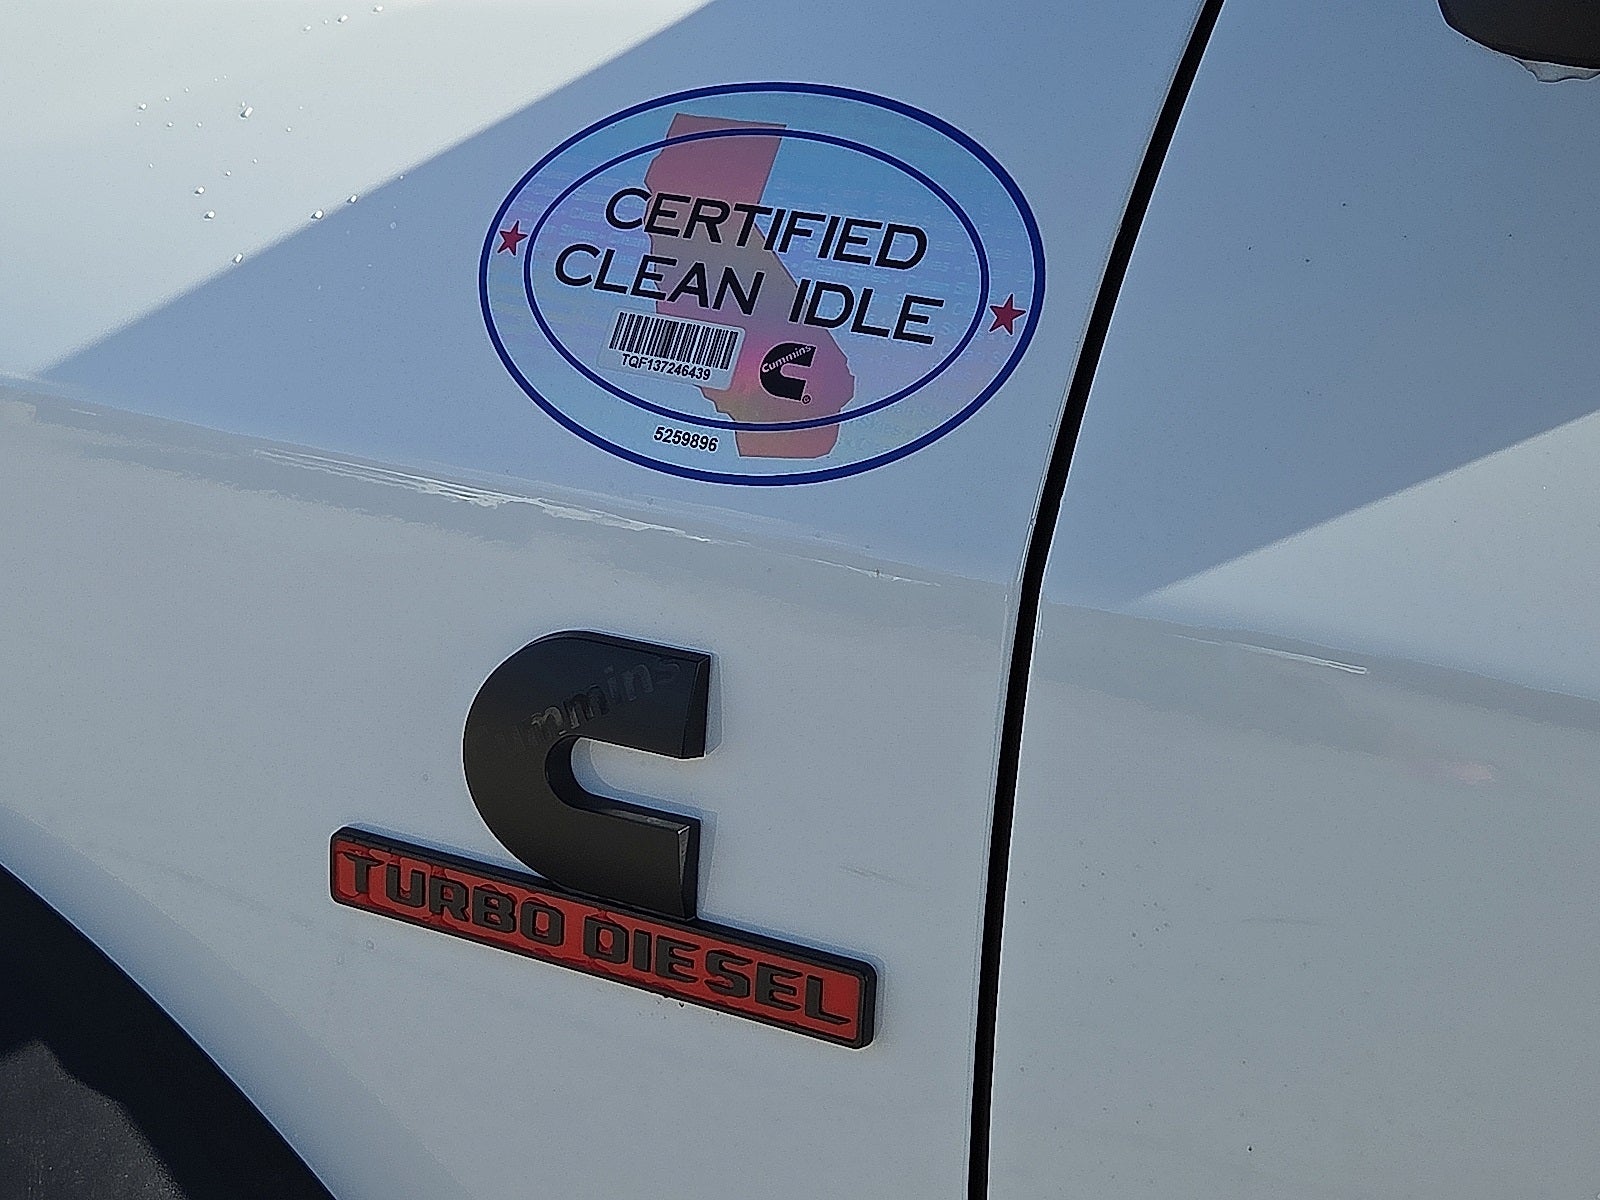 CERTIFIED
CLEAN IDLE
TQF137246439
Cummins
5259896
Cummins
TURBO DIESEL